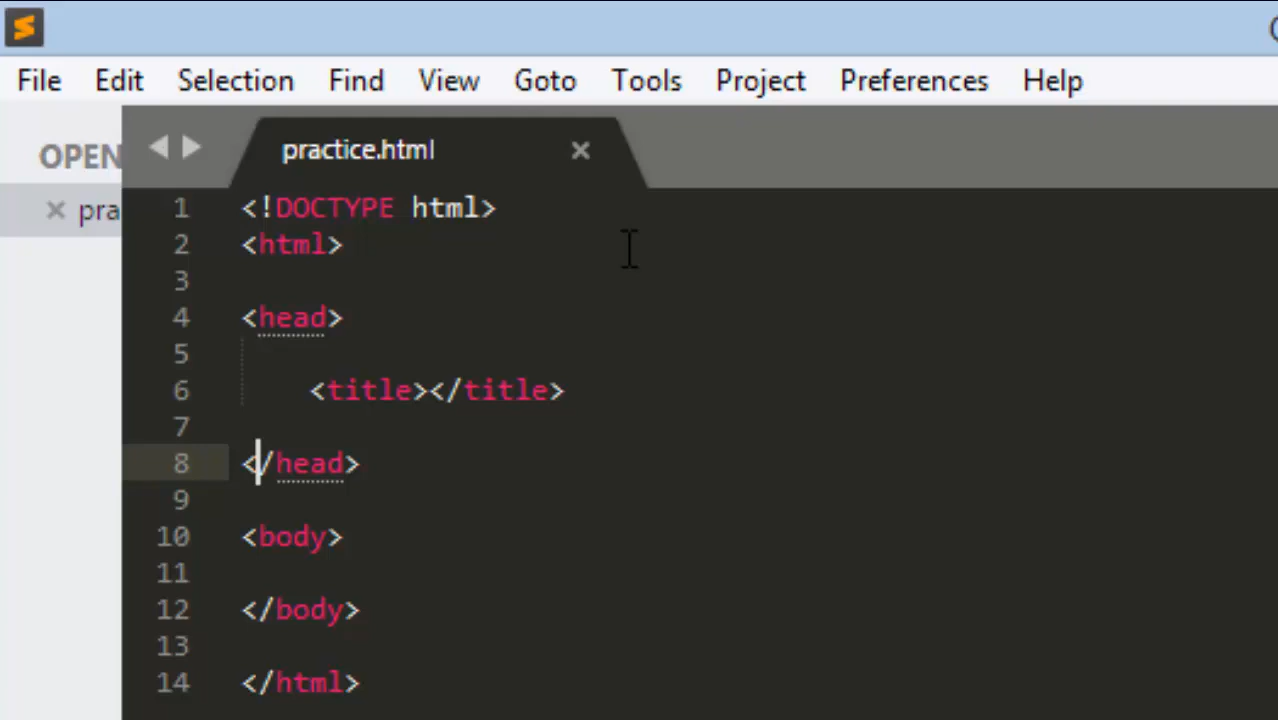 File Edit Selection Find View Goto Tools Project Preferences Help
OPEN
practice.html ×
× pra
1 <!DOCTYPE html>
2 <html>
3
4 <head>
5
6     <title></title>
7
8 </head>
9
10 <body>
11
12 </body>
13
14 </html>